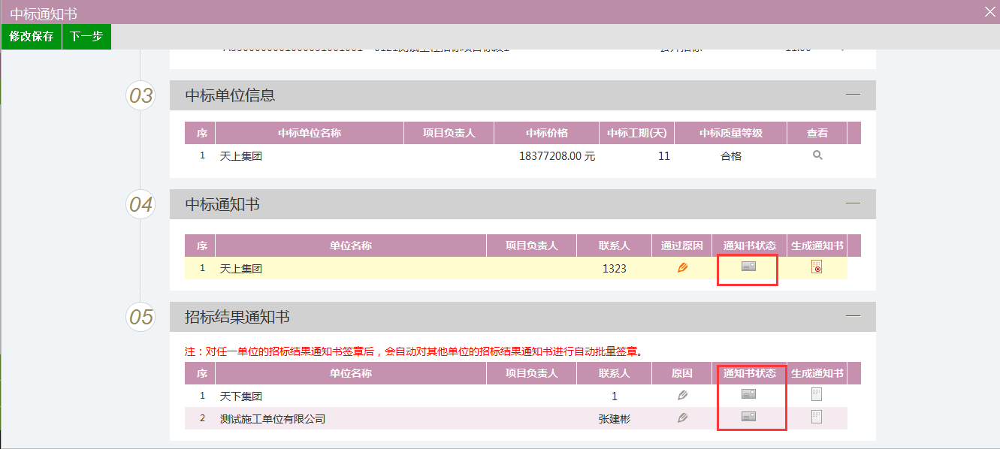 中标通知书
修改保存 下一步
03 中标单位信息
序 中标单位名称 项目负责人 中标价格 中标工期(天) 中标质量等级 查看
1 天上集团 18377208.00 元 11 合格
04 中标通知书
序 单位名称 项目负责人 联系人 通过原因 通知书状态 生成通知书
1 天上集团 1323
05 招标结果通知书
注：对任一单位的招标结果通知书签章后，会自动对其他单位的招标结果通知书进行自动批量签章。
序 单位名称 项目负责人 联系人 原因 通知书状态 生成通知书
1 天下集团 1
2 测试施工单位有限公司 张建彬